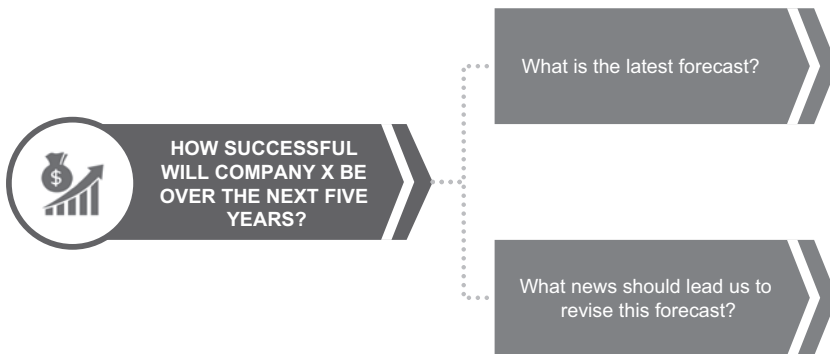 HOW SUCCESSFUL
WILL COMPANY X BE
OVER THE NEXT FIVE
YEARS?
What is the latest forecast?
What news should lead us to
revise this forecast?
$